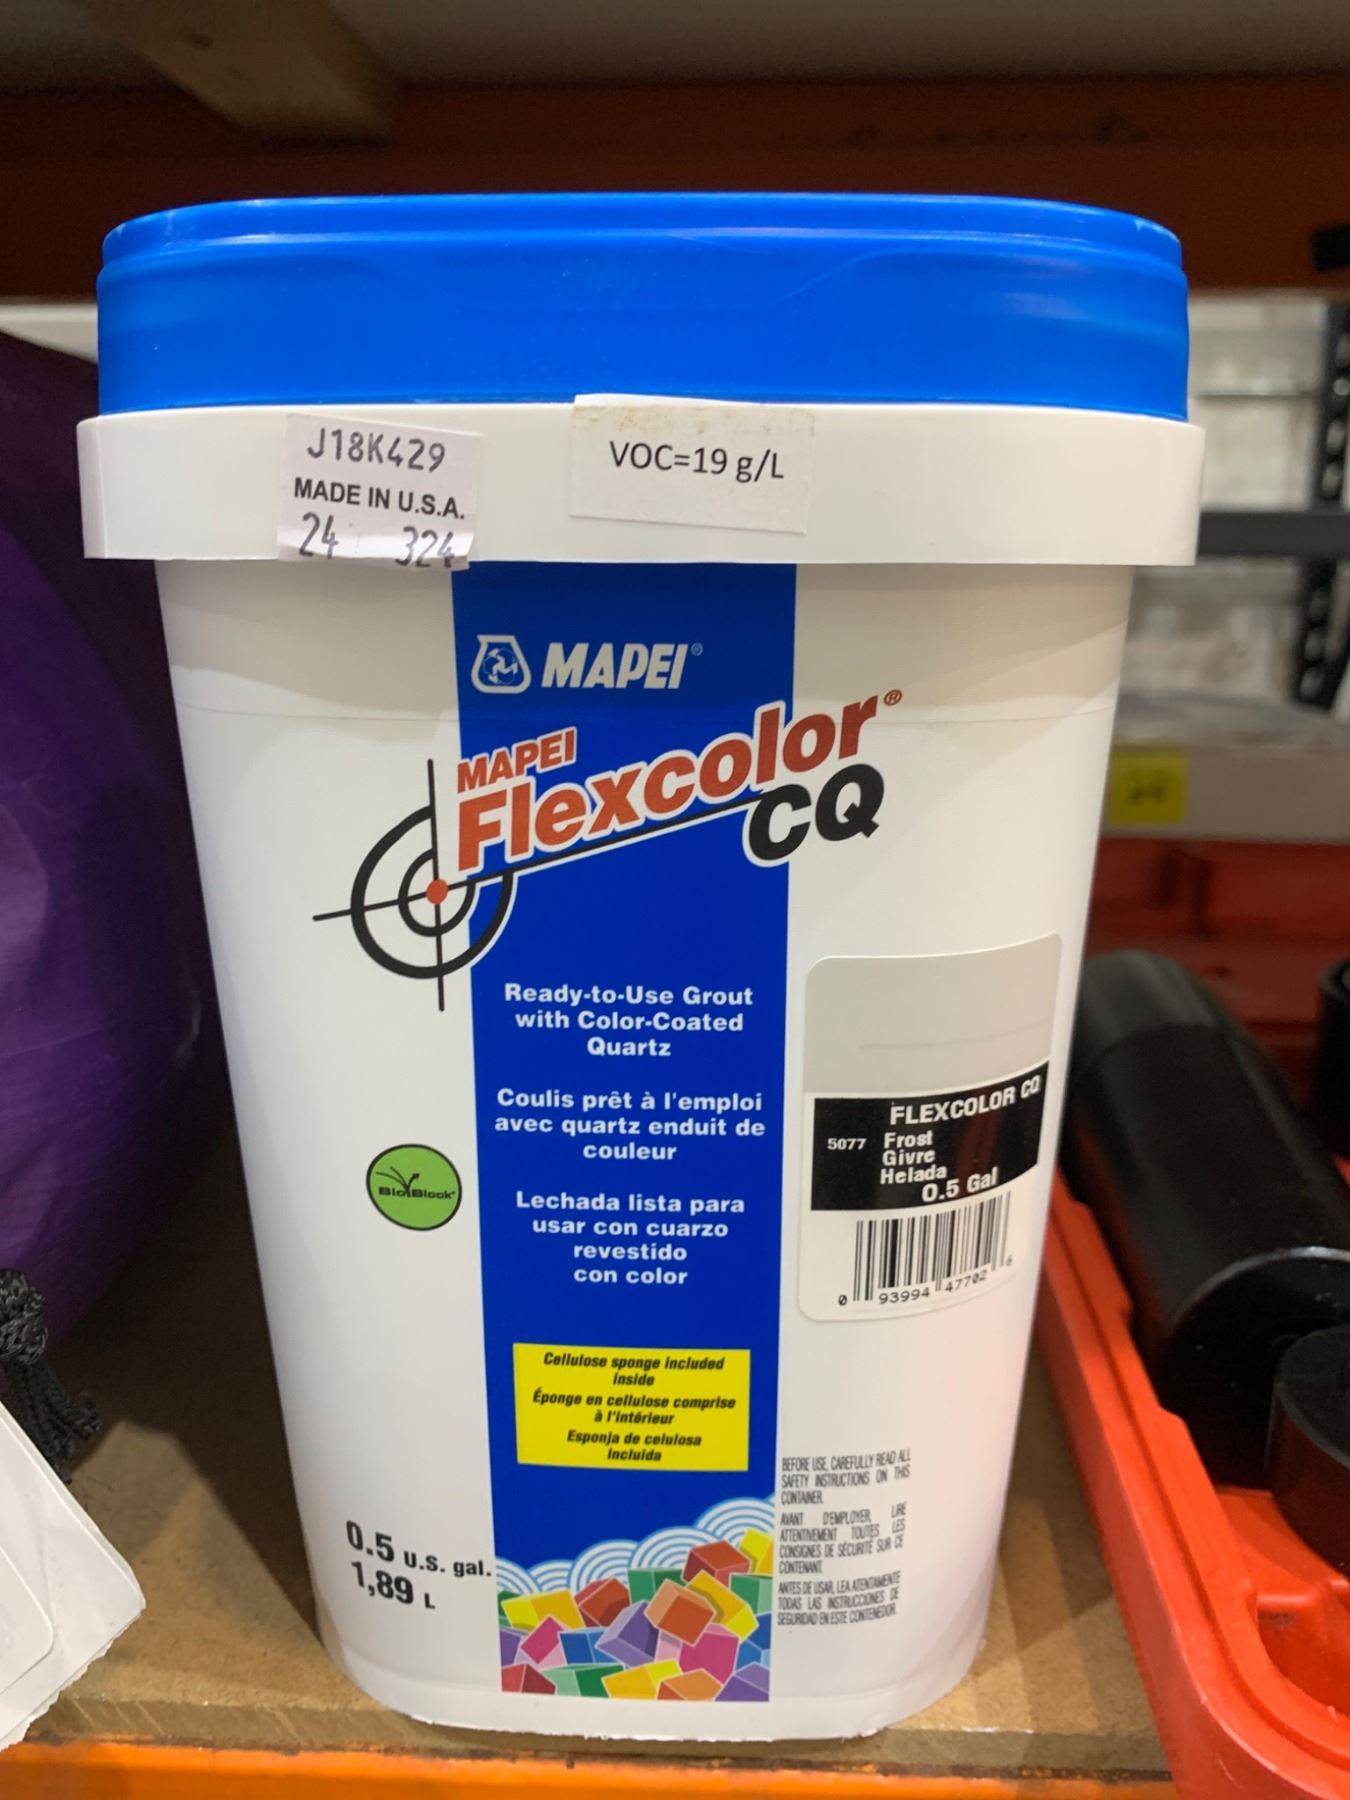 J18K429
MADE IN U.S.A.
24 324
VOC=19 g/L
MAPEI®
MAPEI
Flexcolor®
CQ
Ready-to-Use Grout
with Color-Coated
Quartz
Coulis prêt à l'emploi
avec quartz enduit de
couleur
Lechada lista para
usar con cuarzo
revestido
con color
BioBlock
FLEXCOLOR CQ
5077 Frost
Givre
Helada
0.5 Gal
0 93994 47702 6
Cellulose sponge included
inside
Éponge en cellulose comprise
à l'intérieur
Esponja de celulosa
incluida
0.5 U.S. gal.
1,89 L
BEFORE USE, CAREFULLY READ ALL
SAFETY INSTRUCTIONS ON THIS
CONTAINER.
AVANT D'EMPLOYER, LIRE
ATTENTIVEMENT TOUTES LES
CONSIGNES DE SÉCURITÉ SUR CE
CONTENANT.
ANTES DE USAR, LEA ATENTAMENTE
TODAS LAS INSTRUCCIONES DE
SEGURIDAD EN ESTE CONTENEDOR.